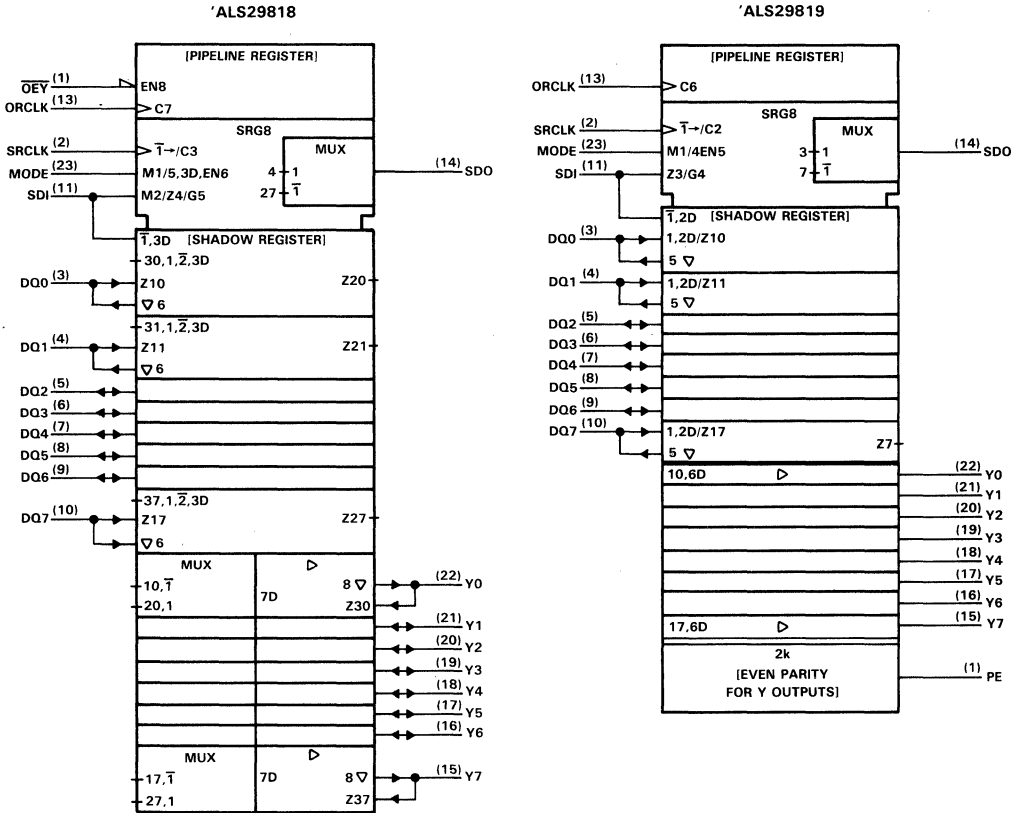 'ALS29818
[PIPELINE REGISTER]
O̅E̅Y̅ (1) EN8
ORCLK (13) C7
SRG8
SRCLK (2) 1̅→/C3
MODE (23) M1/5,3D,EN6
SDI (11) M2/Z4/G5
MUX
4 1
27 1̅
(14) SDO
1̅,3D [SHADOW REGISTER]
30,1,2̅,3D
DQ0 (3) Z10 Z20
▽ 6
31,1,2̅,3D
DQ1 (4) Z11 Z21
▽ 6
DQ2 (5)
DQ3 (6)
DQ4 (7)
DQ5 (8)
DQ6 (9)
37,1,2̅,3D
DQ7 (10) Z17 Z27
▽ 6
MUX ▷
10,1̅ 7D 8 ▽ (22) Y0
20,1 Z30
(21) Y1
(20) Y2
(19) Y3
(18) Y4
(17) Y5
(16) Y6
MUX ▷
17,1̅ 7D 8 ▽ (15) Y7
27,1 Z37
'ALS29819
[PIPELINE REGISTER]
ORCLK (13) C6
SRG8
SRCLK (2) 1̅→/C2
MODE (23) M1/4EN5
SDI (11) Z3/G4
MUX
3 1
7 1̅
(14) SDO
1̅,2D [SHADOW REGISTER]
DQ0 (3) 1,2D/Z10
5 ▽
DQ1 (4) 1,2D/Z11
5 ▽
DQ2 (5)
DQ3 (6)
DQ4 (7)
DQ5 (8)
DQ6 (9)
DQ7 (10) 1,2D/Z17
5 ▽ Z7
10,6D ▷ (22) Y0
(21) Y1
(20) Y2
(19) Y3
(18) Y4
(17) Y5
(16) Y6
17,6D ▷ (15) Y7
2k
[EVEN PARITY
FOR Y OUTPUTS]
(1) PE